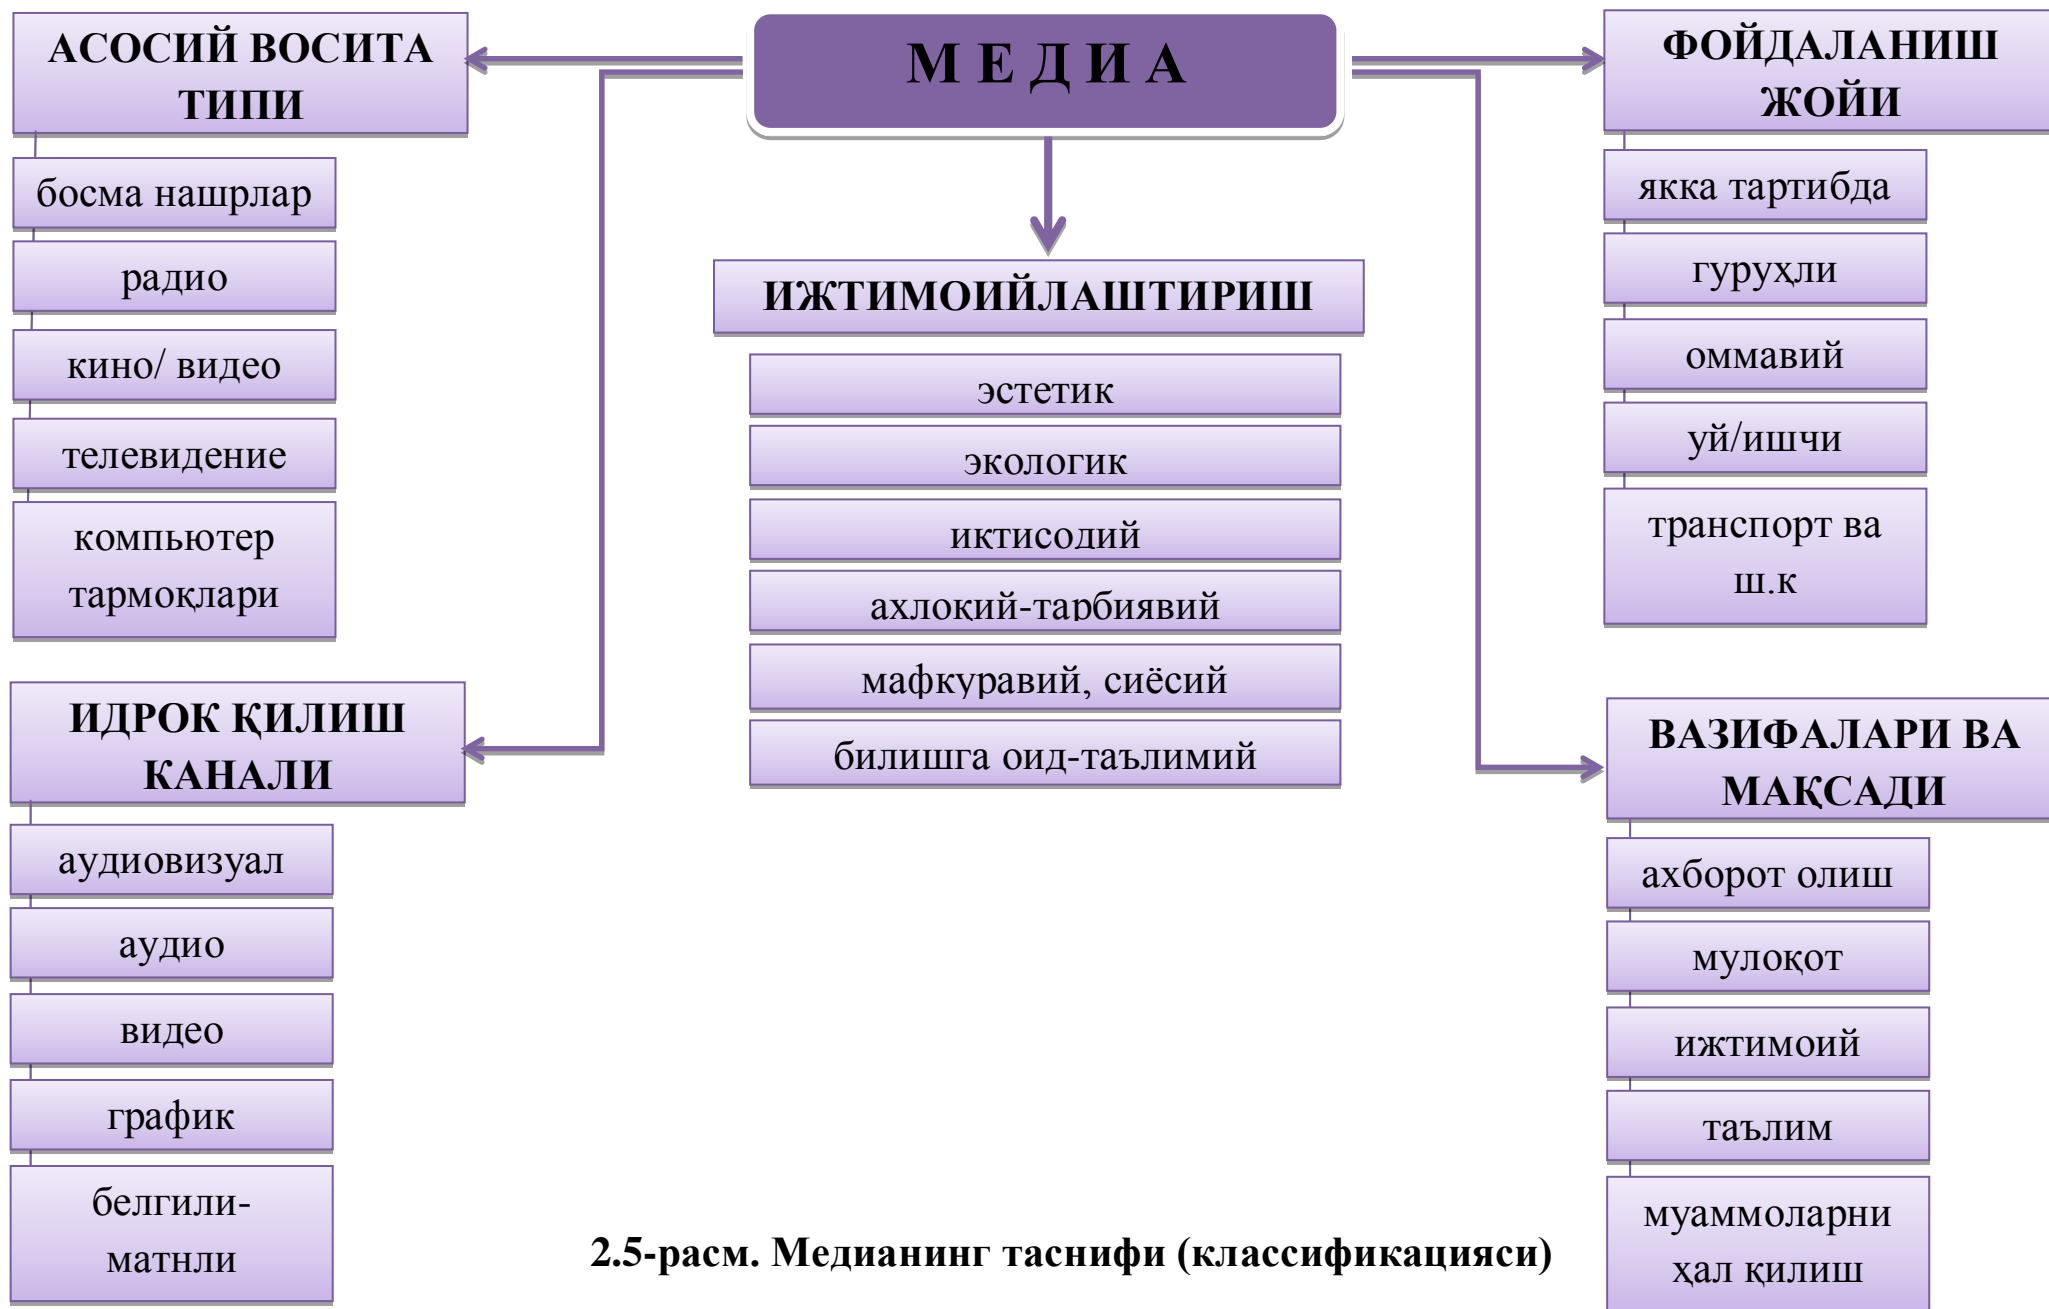 М Е Д И А
АСОСИЙ ВОСИТА
ТИПИ
босма нашрлар
радио
кино/ видео
телевидение
компьютер
тармоқлари
ИДРОК ҚИЛИШ
КАНАЛИ
аудиовизуал
аудио
видео
график
белгили-
матнли
ИЖТИМОИЙЛАШТИРИШ
эстетик
экологик
иқтисодий
ахлоқий-тарбиявий
мафкуравий, сиёсий
билишга оид-таълимий
ФОЙДАЛАНИШ
ЖОЙИ
якка тартибда
гуруҳли
оммавий
уй/ишчи
транспорт ва
ш.к
ВАЗИФАЛАРИ ВА
МАҚСАДИ
ахборот олиш
мулоқот
ижтимоий
таълим
муаммоларни
ҳал қилиш
2.5-расм. Медианинг таснифи (классификацияси)